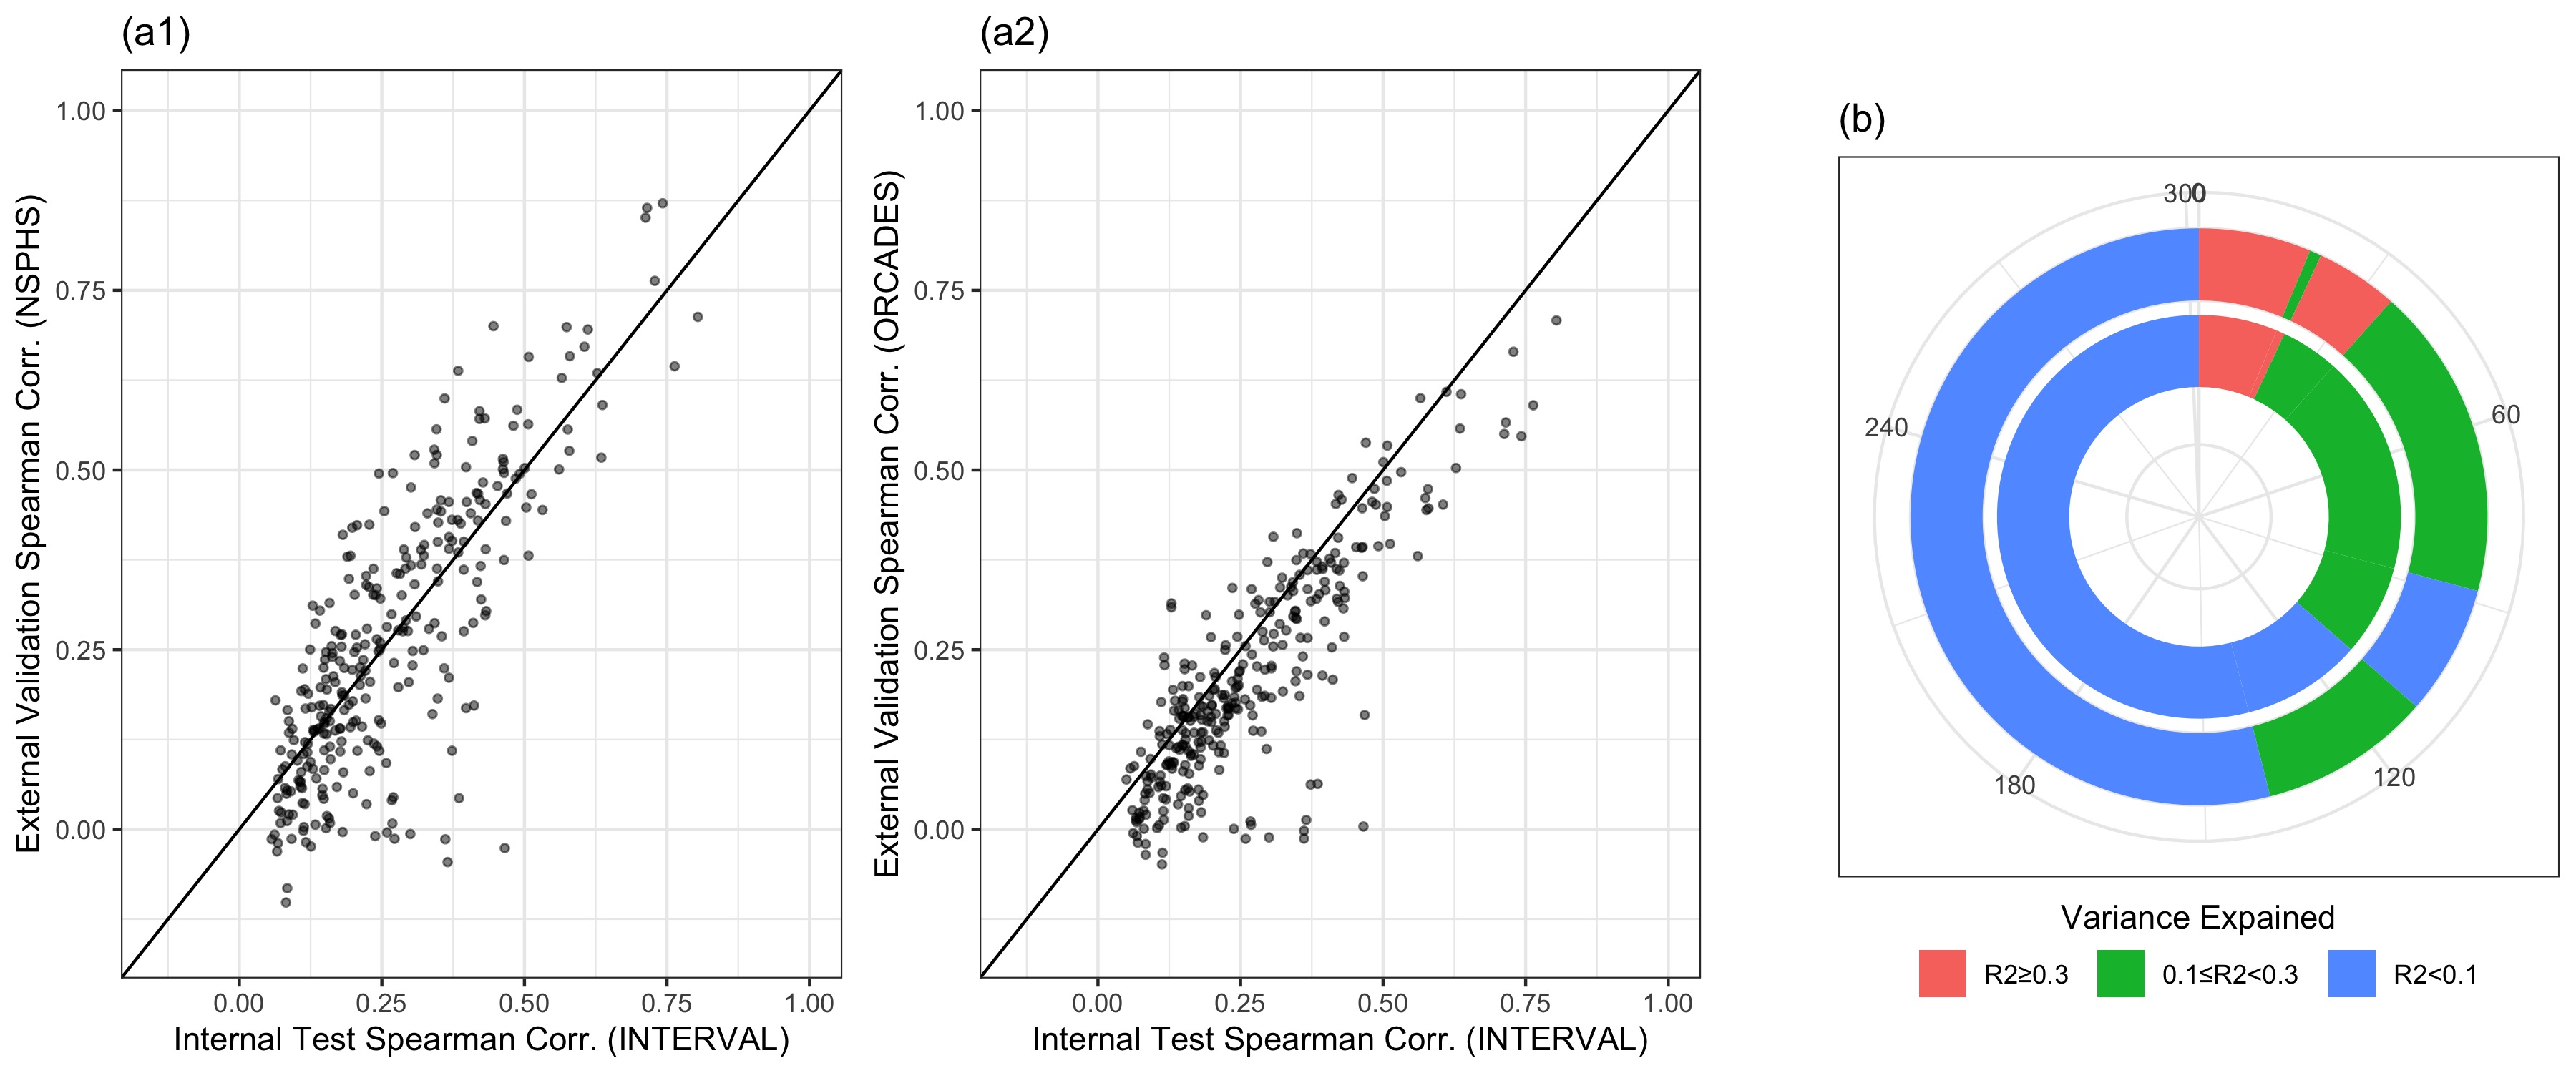 (a1)
1.00
0.75
0.50
0.25
0.00
External Validation Spearman Corr. (NSPHS)
0.00 0.25 0.50 0.75 1.00
Internal Test Spearman Corr. (INTERVAL)
(a2)
1.00
0.75
0.50
0.25
0.00
External Validation Spearman Corr. (ORCADES)
0.00 0.25 0.50 0.75 1.00
Internal Test Spearman Corr. (INTERVAL)
(b)
300 0
60
240
120
180
Variance Expained
R2≥0.3 0.1≤R2<0.3 R2<0.1